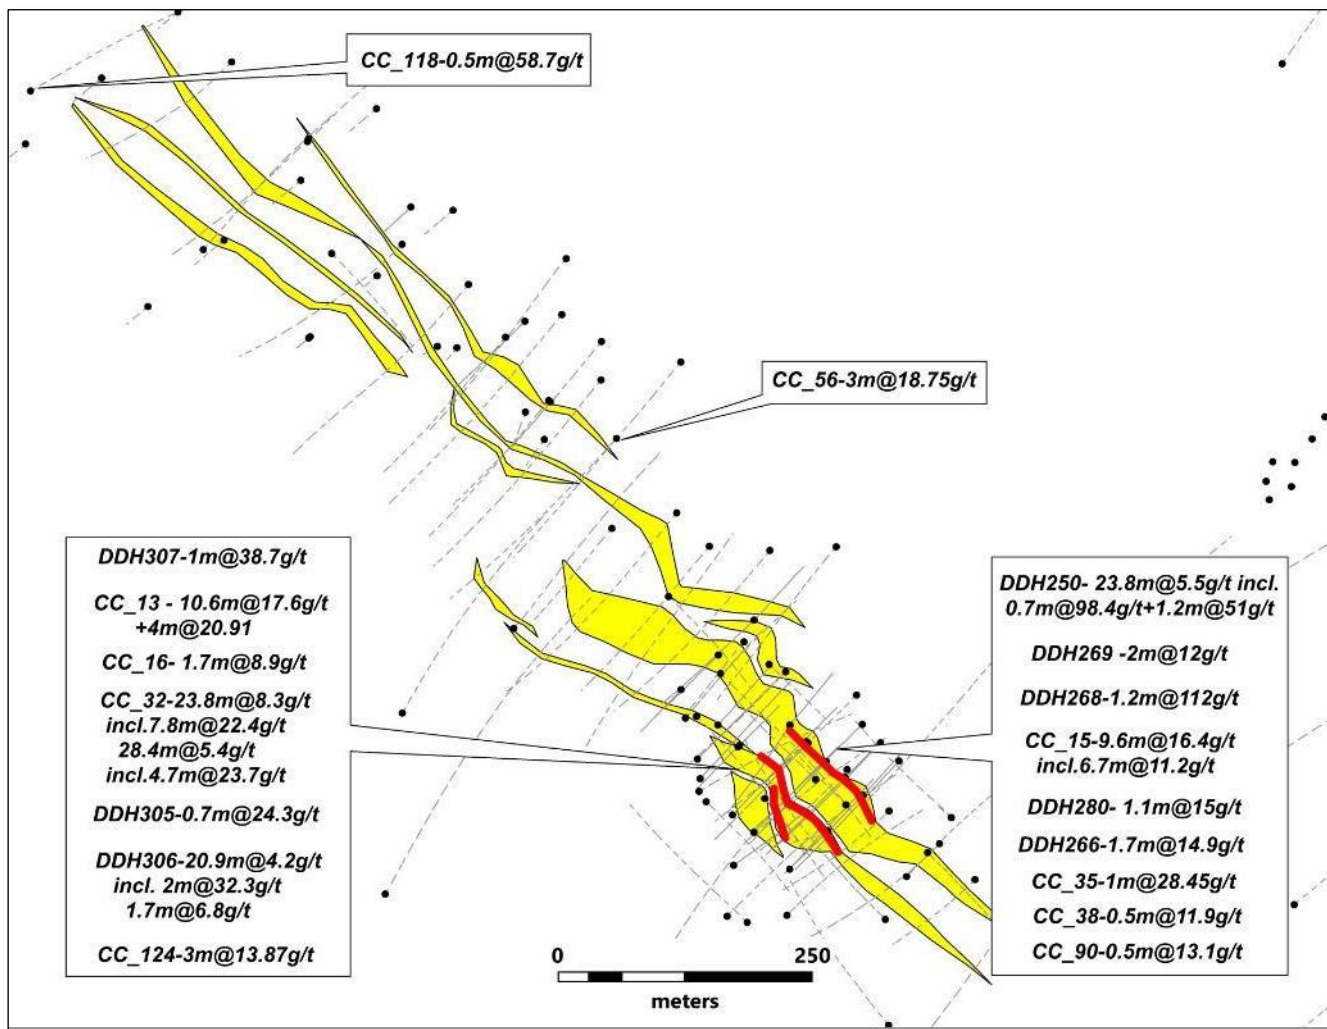 CC_118-0.5m@58.7g/t
CC_56-3m@18.75g/t
DDH307-1m@38.7g/t
CC_13 - 10.6m@17.6g/t
+4m@20.91
CC_16- 1.7m@8.9g/t
CC_32-23.8m@8.3g/t
incl.7.8m@22.4g/t
28.4m@5.4g/t
incl.4.7m@23.7g/t
DDH305-0.7m@24.3g/t
DDH306-20.9m@4.2g/t
incl. 2m@32.3g/t
1.7m@6.8g/t
CC_124-3m@13.87g/t
DDH250- 23.8m@5.5g/t incl.
0.7m@98.4g/t+1.2m@51g/t
DDH269 -2m@12g/t
DDH268-1.2m@112g/t
CC_15-9.6m@16.4g/t
incl.6.7m@11.2g/t
DDH280- 1.1m@15g/t
DDH266-1.7m@14.9g/t
CC_35-1m@28.45g/t
CC_38-0.5m@11.9g/t
CC_90-0.5m@13.1g/t
0 250
meters